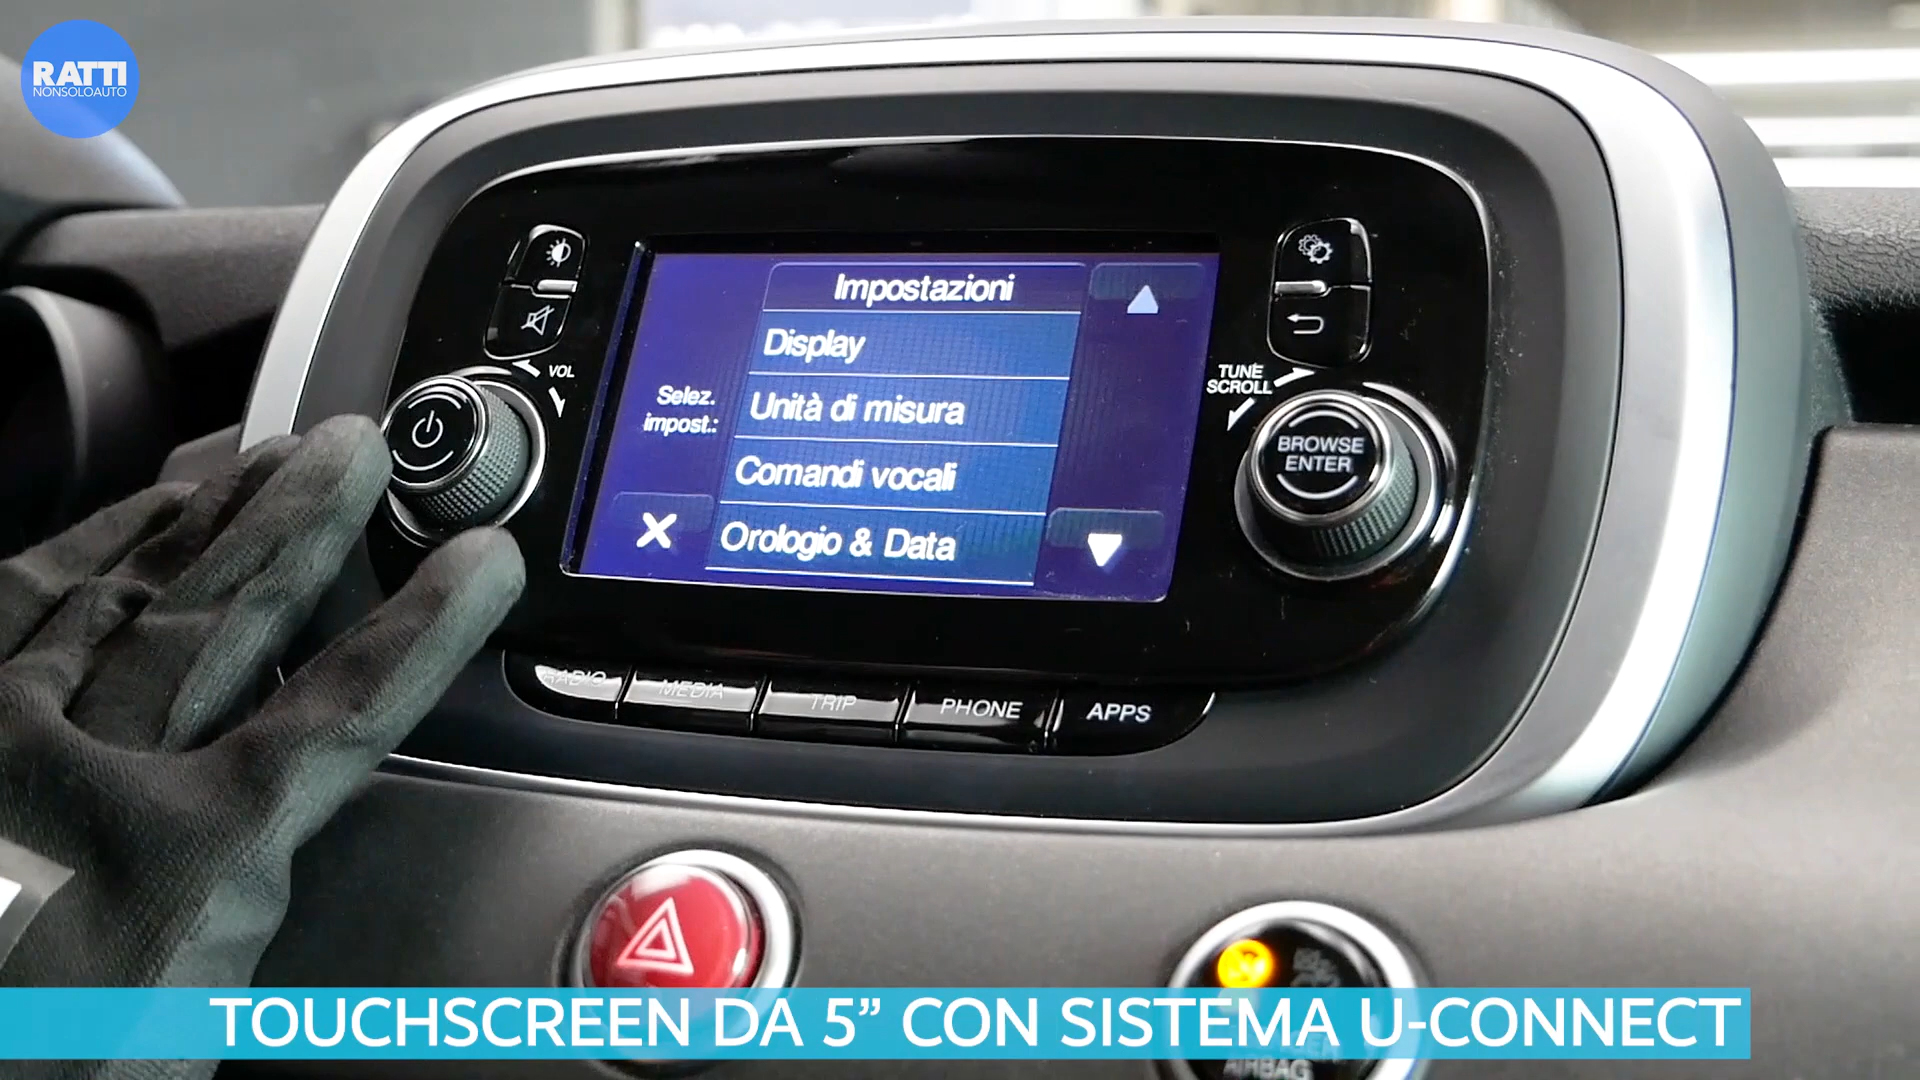 RATTI
NONSOLOAUTO
Impostazioni
Display
Unità di misura
Comandi vocali
Orologio & Data
Selez.
impost.:
VOL
TUNE
SCROLL
BROWSE
ENTER
RADIO
MEDIA
TRIP
PHONE
APPS
TOUCHSCREEN DA 5” CON SISTEMA U-CONNECT
AIRBAG